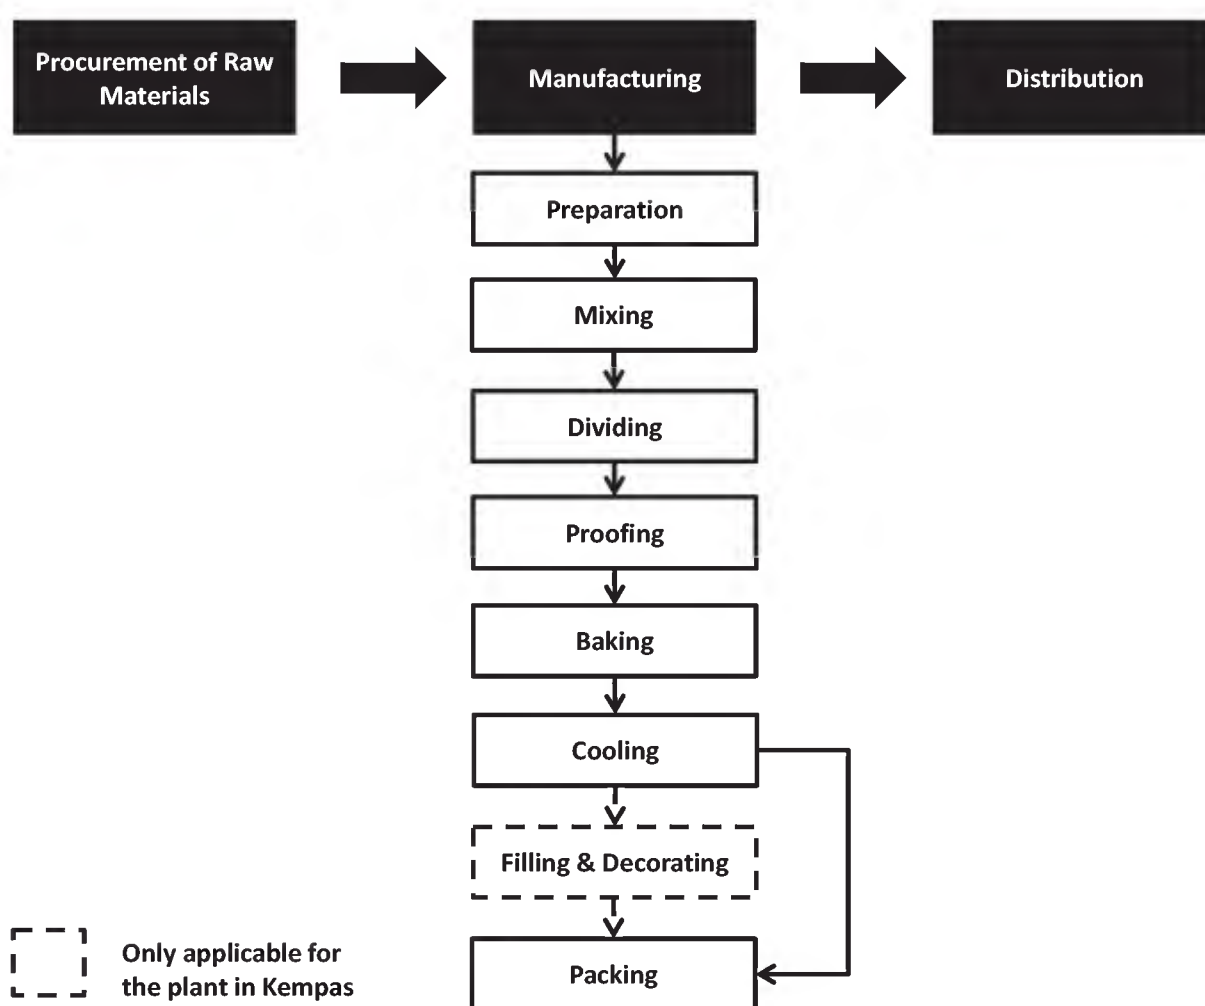 Procurement of Raw
Materials
Manufacturing
Distribution
Preparation
Mixing
Dividing
Proofing
Baking
Cooling
Filling & Decorating
Packing
Only applicable for
the plant in Kempas